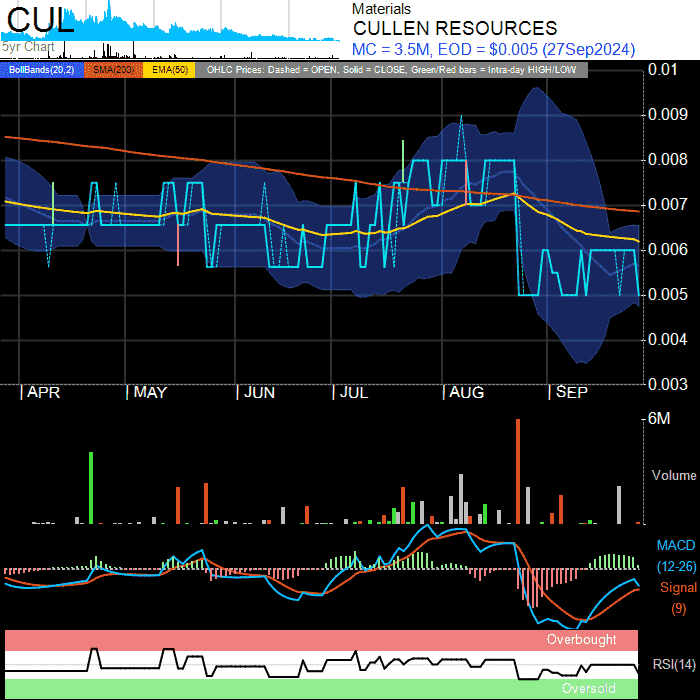 CUL
5yr Chart
Materials
CULLEN RESOURCES
MC = 3.5M, EOD = $0.005 (27Sep2024)
BollBands(20,2) SMA(200) EMA(50) OHLC Prices: Dashed = OPEN, Solid = CLOSE, Green/Red bars = Intra-day HIGH/LOW
0.01
0.009
0.008
0.007
0.006
0.005
0.004
0.003
APR MAY JUN JUL AUG SEP
6M
Volume
MACD
(12-26)
Signal
(9)
Overbought
RSI(14)
Oversold